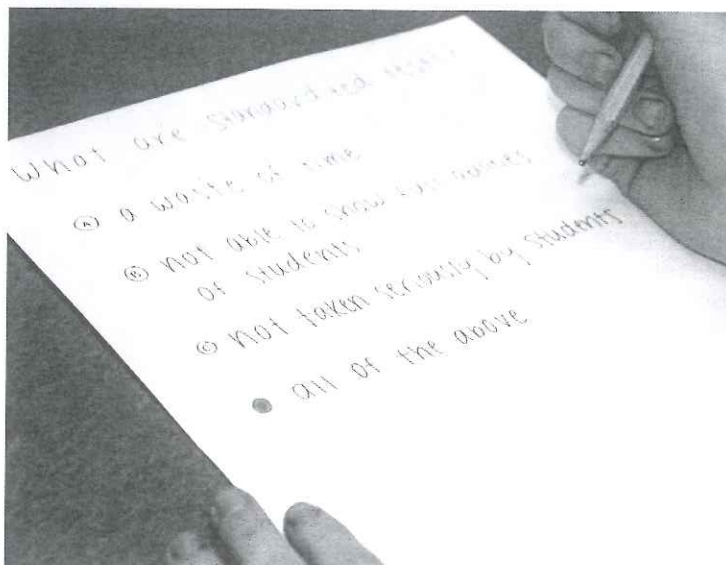 What are standardized tests?
Ⓐ a waste of time
Ⓑ not able to show full abilities
of students
Ⓒ not taken seriously by students
● all of the above